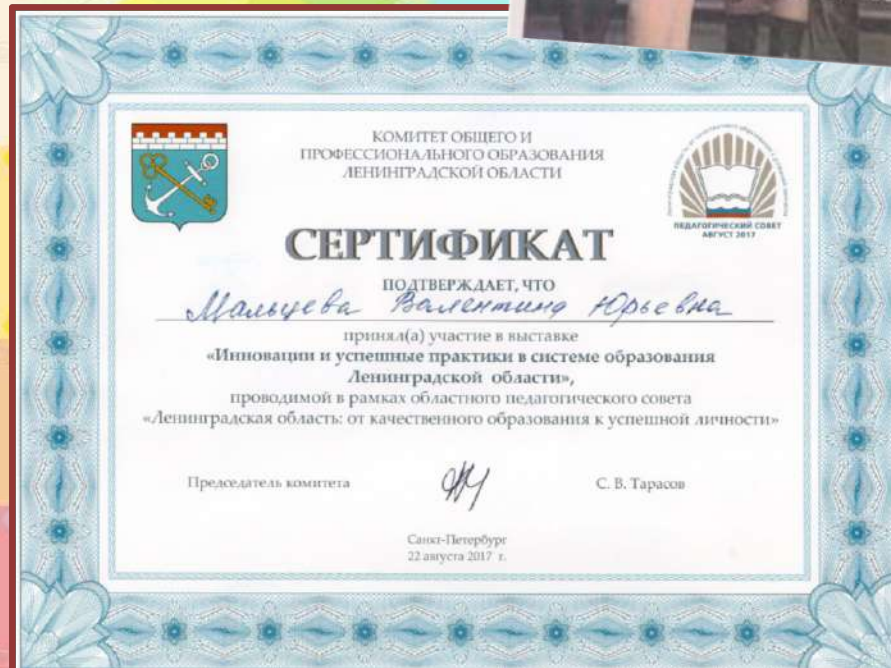 КОМИТЕТ ОБЩЕГО И
ПРОФЕССИОНАЛЬНОГО ОБРАЗОВАНИЯ
ЛЕНИНГРАДСКОЙ ОБЛАСТИ
ПЕДАГОГИЧЕСКИЙ СОВЕТ
АВГУСТ 2017
СЕРТИФИКАТ
ПОДТВЕРЖДАЕТ, ЧТО
Мальцева Валентина Юрьевна
принял(а) участие в выставке
«Инновации и успешные практики в системе образования
Ленинградской области»,
проводимой в рамках областного педагогического совета
«Ленинградская область: от качественного образования к успешной личности»
Председатель комитета
С. В. Тарасов
Санкт-Петербург
22 августа 2017 г.